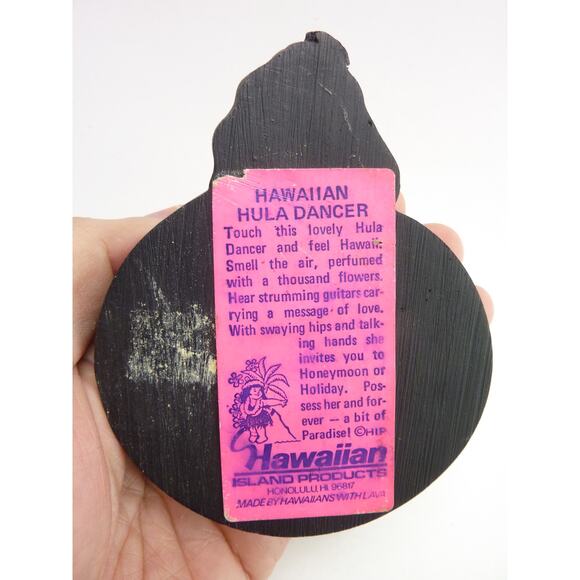 HAWAIIAN
HULA DANCER
Touch this lovely Hula
Dancer and feel Hawaii.
Smell the air, perfumed
with a thousand flowers.
Hear strumming guitars car-
rying a message of love.
With swaying hips and talk-
ing hands she
invites you to
Honeymoon or
Holiday. Pos-
sess her and for-
ever — a bit of
Paradise! ©HIP
Hawaiian
ISLAND PRODUCTS
HONOLULU, HI. 96817
MADE BY HAWAIIANS WITH LAVA